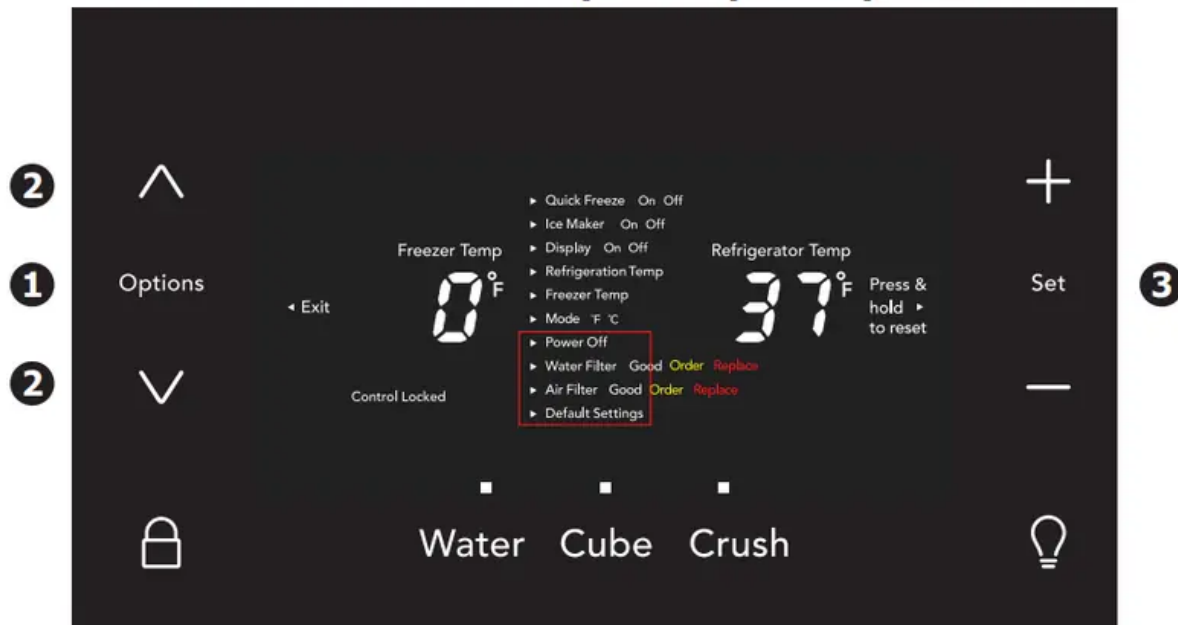 Quick Freeze On Off
Ice Maker On Off
Display On Off
Refrigeration Temp
Freezer Temp
Mode °F °C
Power Off
Water Filter Good Order Replace
Air Filter Good Order Replace
Default Settings
Freezer Temp
0°F
Refrigerator Temp
37°F
Press &
hold
to reset
Exit
Control Locked
2
1 Options
2
Set 3
Water Cube Crush